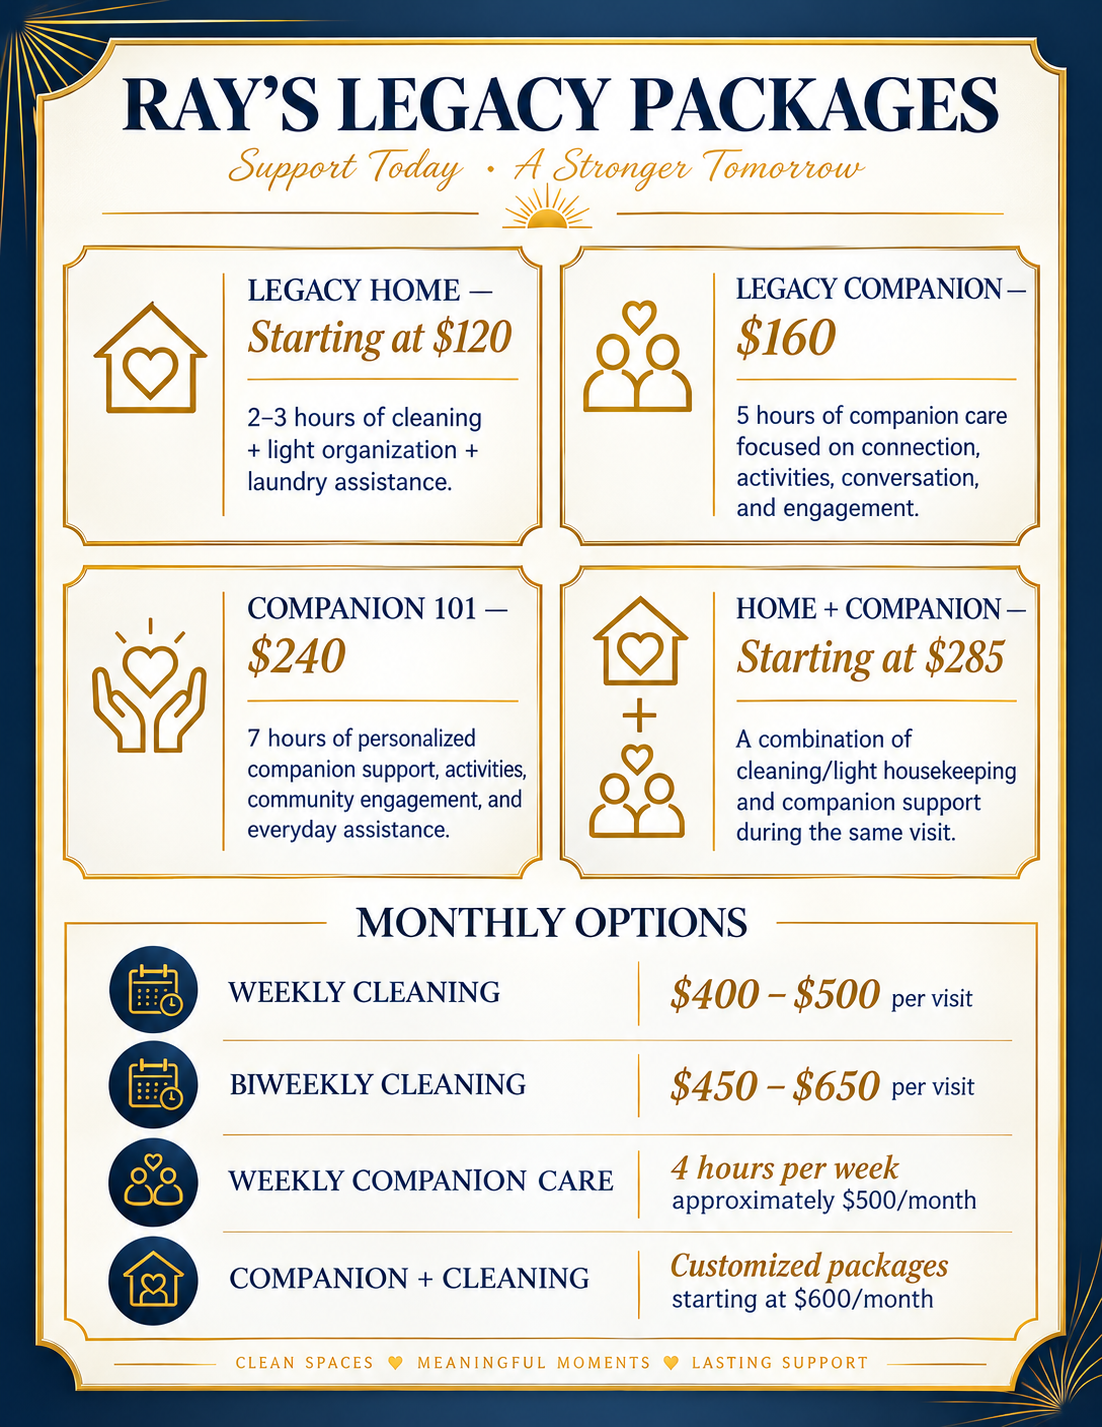 RAY'S LEGACY PACKAGES
Support Today • A Stronger Tomorrow
LEGACY HOME —
Starting at $120
2–3 hours of cleaning
+ light organization +
laundry assistance.
LEGACY COMPANION —
$160
5 hours of companion care
focused on connection,
activities, conversation,
and engagement.
COMPANION 101 —
$240
7 hours of personalized
companion support, activities,
community engagement, and
everyday assistance.
HOME + COMPANION —
Starting at $285
A combination of
cleaning/light housekeeping
and companion support
during the same visit.
MONTHLY OPTIONS
WEEKLY CLEANING
$400 – $500 per visit
BIWEEKLY CLEANING
$450 – $650 per visit
WEEKLY COMPANION CARE
4 hours per week
approximately $500/month
COMPANION + CLEANING
Customized packages
starting at $600/month
CLEAN SPACES MEANINGFUL MOMENTS LASTING SUPPORT